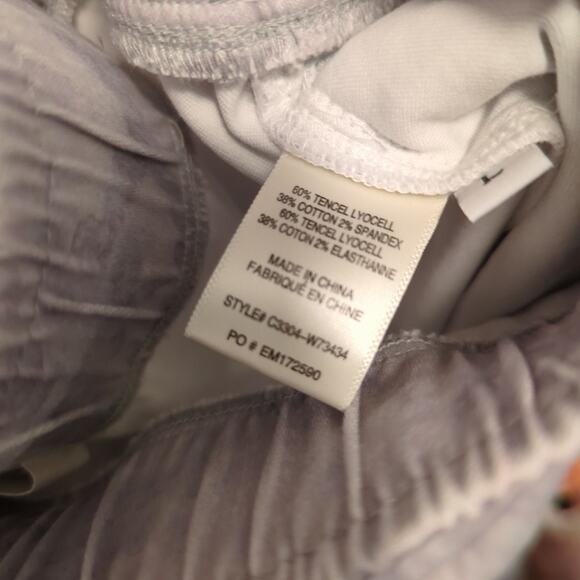 60% TENCEL LYOCELL
38% COTTON 2% SPANDEX
60% TENCEL LYOCELL
38% COTON 2% ELASTHANNE
MADE IN CHINA
FABRIQUÉ EN CHINE
STYLE# C3304-W73434
PO # EM172590